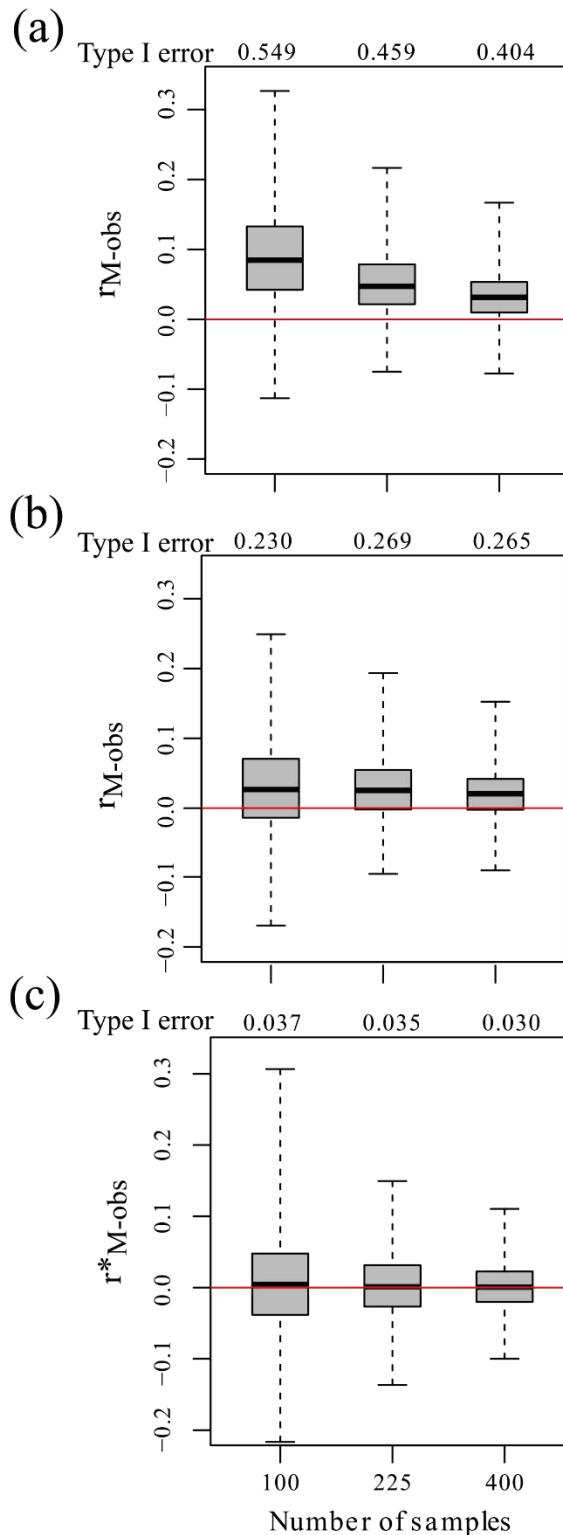 (a)
Type I error 0.549 0.459 0.404
0.3
0.2
0.1
0.0
−0.1
−0.2
rM-obs
(b)
Type I error 0.230 0.269 0.265
0.3
0.2
0.1
0.0
−0.1
−0.2
rM-obs
(c)
Type I error 0.037 0.035 0.030
0.3
0.2
0.1
0.0
−0.1
−0.2
r*M-obs
100 225 400
Number of samples